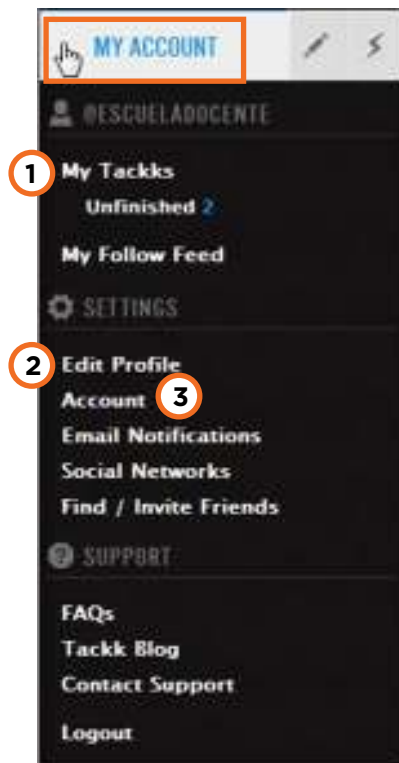 MY ACCOUNT
@ESCUELADOCENTE
1 My Tackks
Unfinished 2
My Follow Feed
SETTINGS
2 Edit Profile
Account 3
Email Notifications
Social Networks
Find / Invite Friends
SUPPORT
FAQs
Tackk Blog
Contact Support
Logout